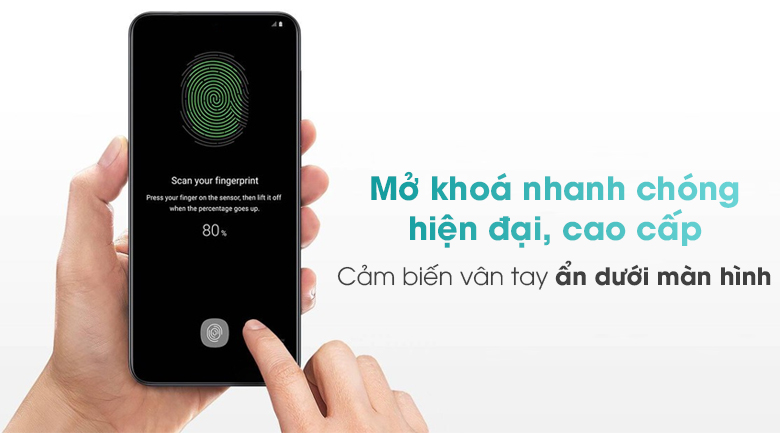 Scan your fingerprint
Press your finger on the sensor, then lift it off
when the percentage goes up.
80%
Mở khoá nhanh chóng
hiện đại, cao cấp
Cảm biến vân tay ẩn dưới màn hình